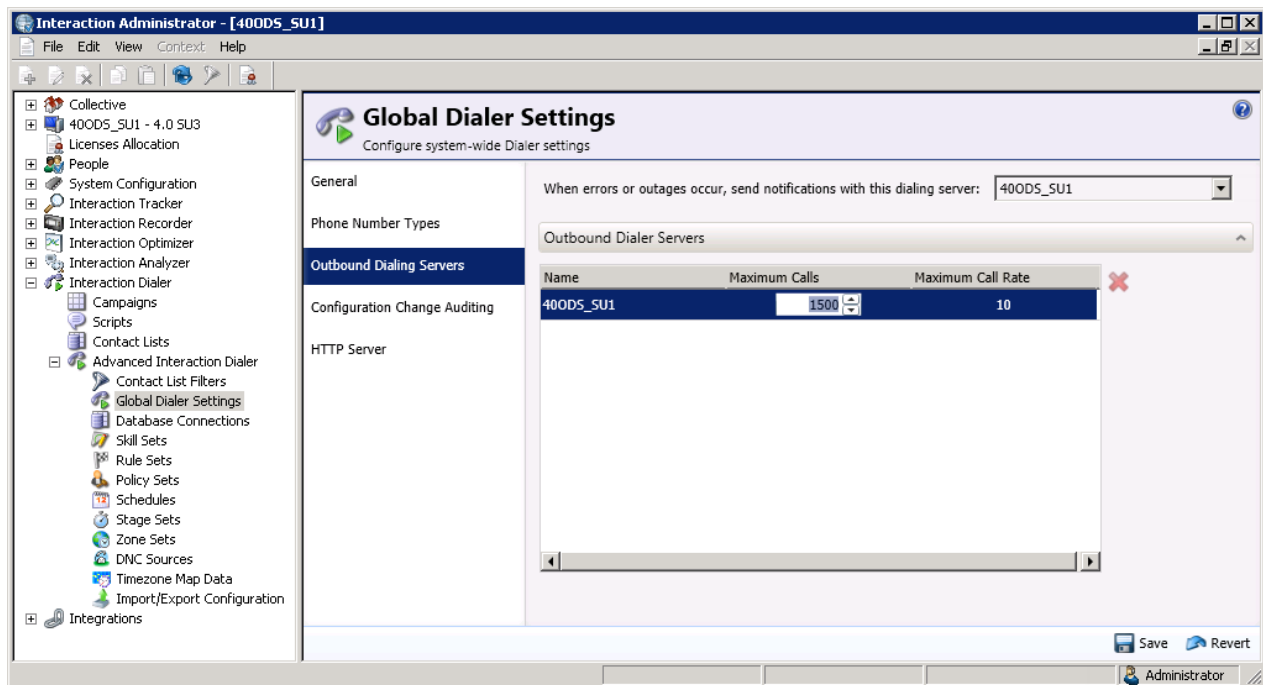 Interaction Administrator - [40ODS_SU1]
File Edit View Context Help
Collective
40ODS_SU1 - 4.0 SU3
Licenses Allocation
People
System Configuration
Interaction Tracker
Interaction Recorder
Interaction Optimizer
Interaction Analyzer
Interaction Dialer
Campaigns
Scripts
Contact Lists
Advanced Interaction Dialer
Contact List Filters
Global Dialer Settings
Database Connections
Skill Sets
Rule Sets
Policy Sets
Schedules
Stage Sets
Zone Sets
DNC Sources
Timezone Map Data
Import/Export Configuration
Integrations
Global Dialer Settings
Configure system-wide Dialer settings
General
Phone Number Types
Outbound Dialing Servers
Configuration Change Auditing
HTTP Server
When errors or outages occur, send notifications with this dialing server: 40ODS_SU1
Outbound Dialer Servers
Name Maximum Calls Maximum Call Rate
40ODS_SU1 1500 10
Save Revert
Administrator